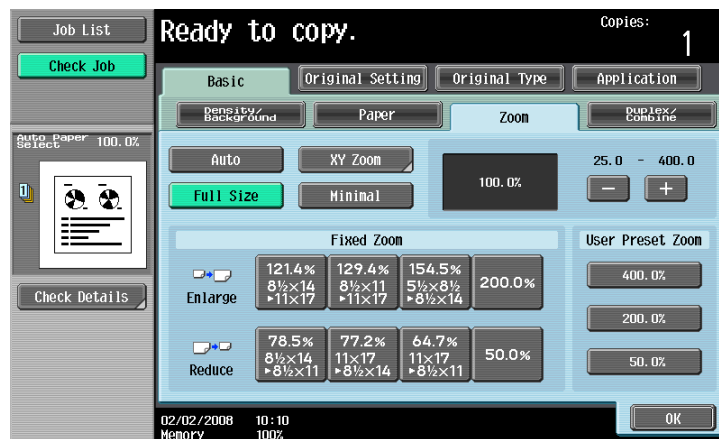 Job List
Check Job
Ready to copy.
Copies:
1
Basic
Original Setting
Original Type
Application
Density/
Background
Paper
Zoom
Duplex/
Combine
Auto Paper
Select
100.0%
Auto
XY Zoom
Full Size
Minimal
100.0%
25.0 - 400.0
−
+
Fixed Zoom
User Preset Zoom
Enlarge
121.4%
8½×14
▸11×17
129.4%
8½×11
▸11×17
154.5%
5½×8½
▸8½×14
200.0%
400.0%
200.0%
50.0%
Reduce
78.5%
8½×14
▸8½×11
77.2%
11×17
▸8½×14
64.7%
11×17
▸8½×11
50.0%
Check Details
02/02/2008 10:10
Memory 100%
OK